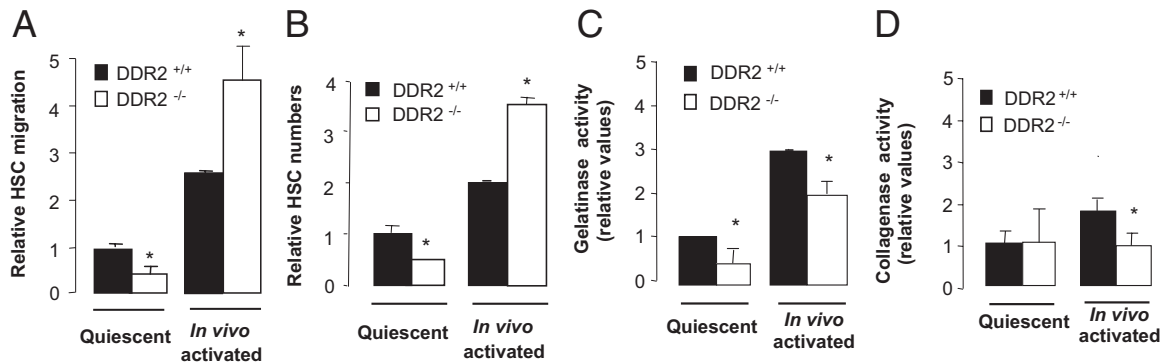 A
Relative HSC migration
5
4
3
2
1
0
DDR2 +/+
DDR2 -/-
*
*
Quiescent
In vivo
activated
B
Relative HSC numbers
4
3
2
1
0
DDR2 +/+
DDR2 -/-
*
*
Quiescent
In vivo
activated
C
Gelatinase activity
(relative values)
5
4
3
2
1
0
DDR2 +/+
DDR2 -/-
*
*
Quiescent
In vivo
activated
D
Collagenase activity
(relative values)
5
4
3
2
1
0
DDR2 +/+
DDR2 -/-
*
Quiescent
In vivo
activated